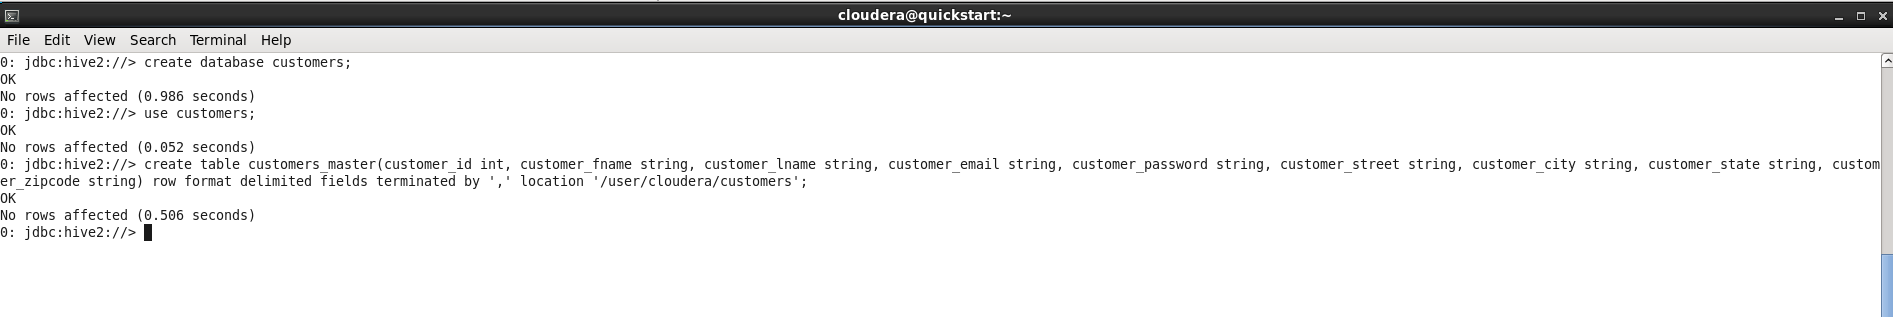 cloudera@quickstart:~
File Edit View Search Terminal Help
0: jdbc:hive2://> create database customers;
OK
No rows affected (0.986 seconds)
0: jdbc:hive2://> use customers;
OK
No rows affected (0.052 seconds)
0: jdbc:hive2://> create table customers_master(customer_id int, customer_fname string, customer_lname string, customer_email string, customer_password string, customer_street string, customer_city string, customer_state string, custom
er_zipcode string) row format delimited fields terminated by ',' location '/user/cloudera/customers';
OK
No rows affected (0.506 seconds)
0: jdbc:hive2://>